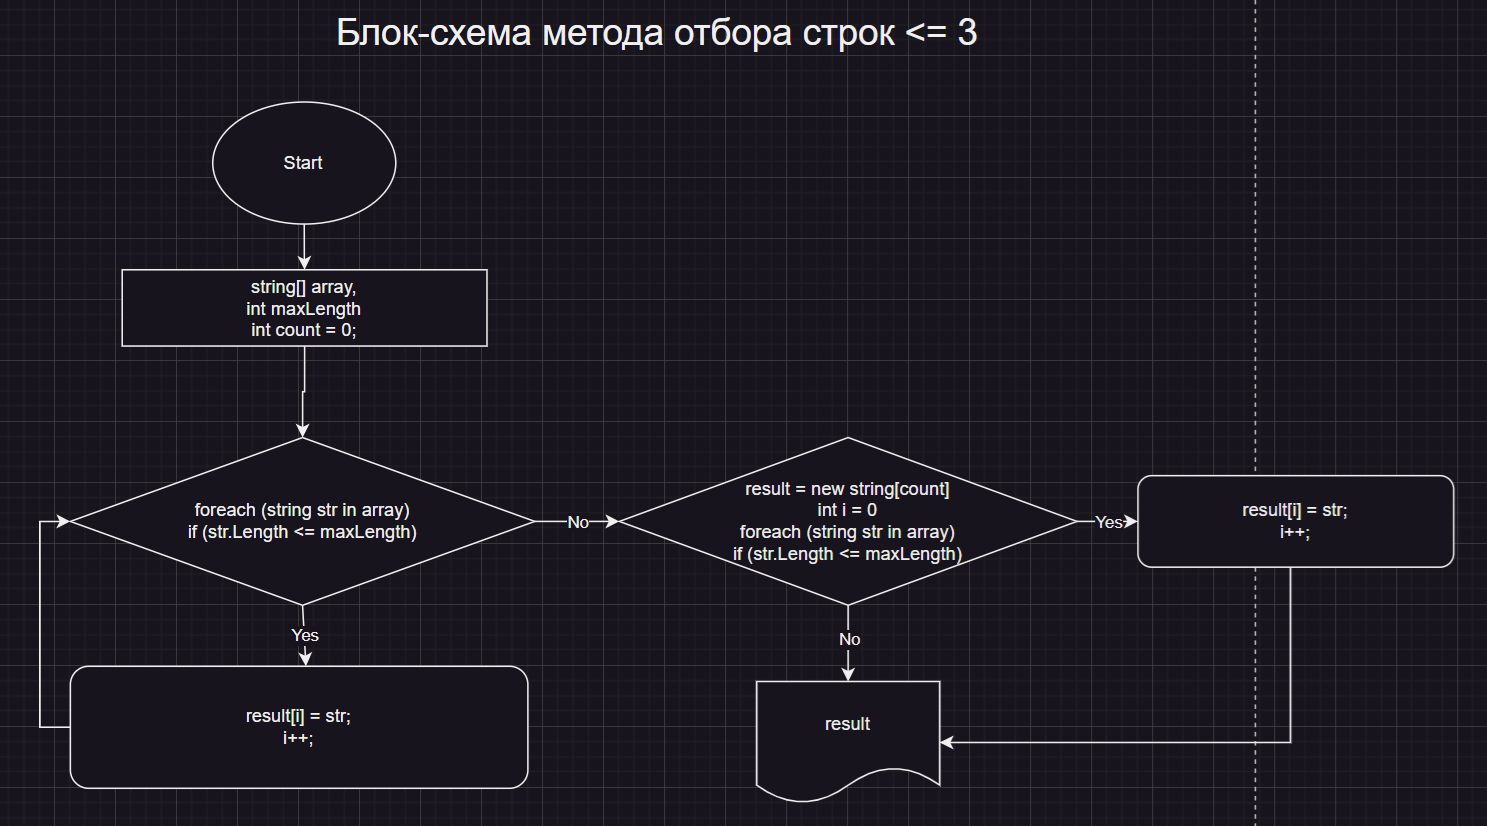 Блок-схема метода отбора строк <= 3
Start
string[] array,
int maxLength
int count = 0;
foreach (string str in array)
if (str.Length <= maxLength)
No
result = new string[count]
int i = 0
foreach (string str in array)
if (str.Length <= maxLength)
Yes
result[i] = str;
i++;
Yes
No
result[i] = str;
i++;
result